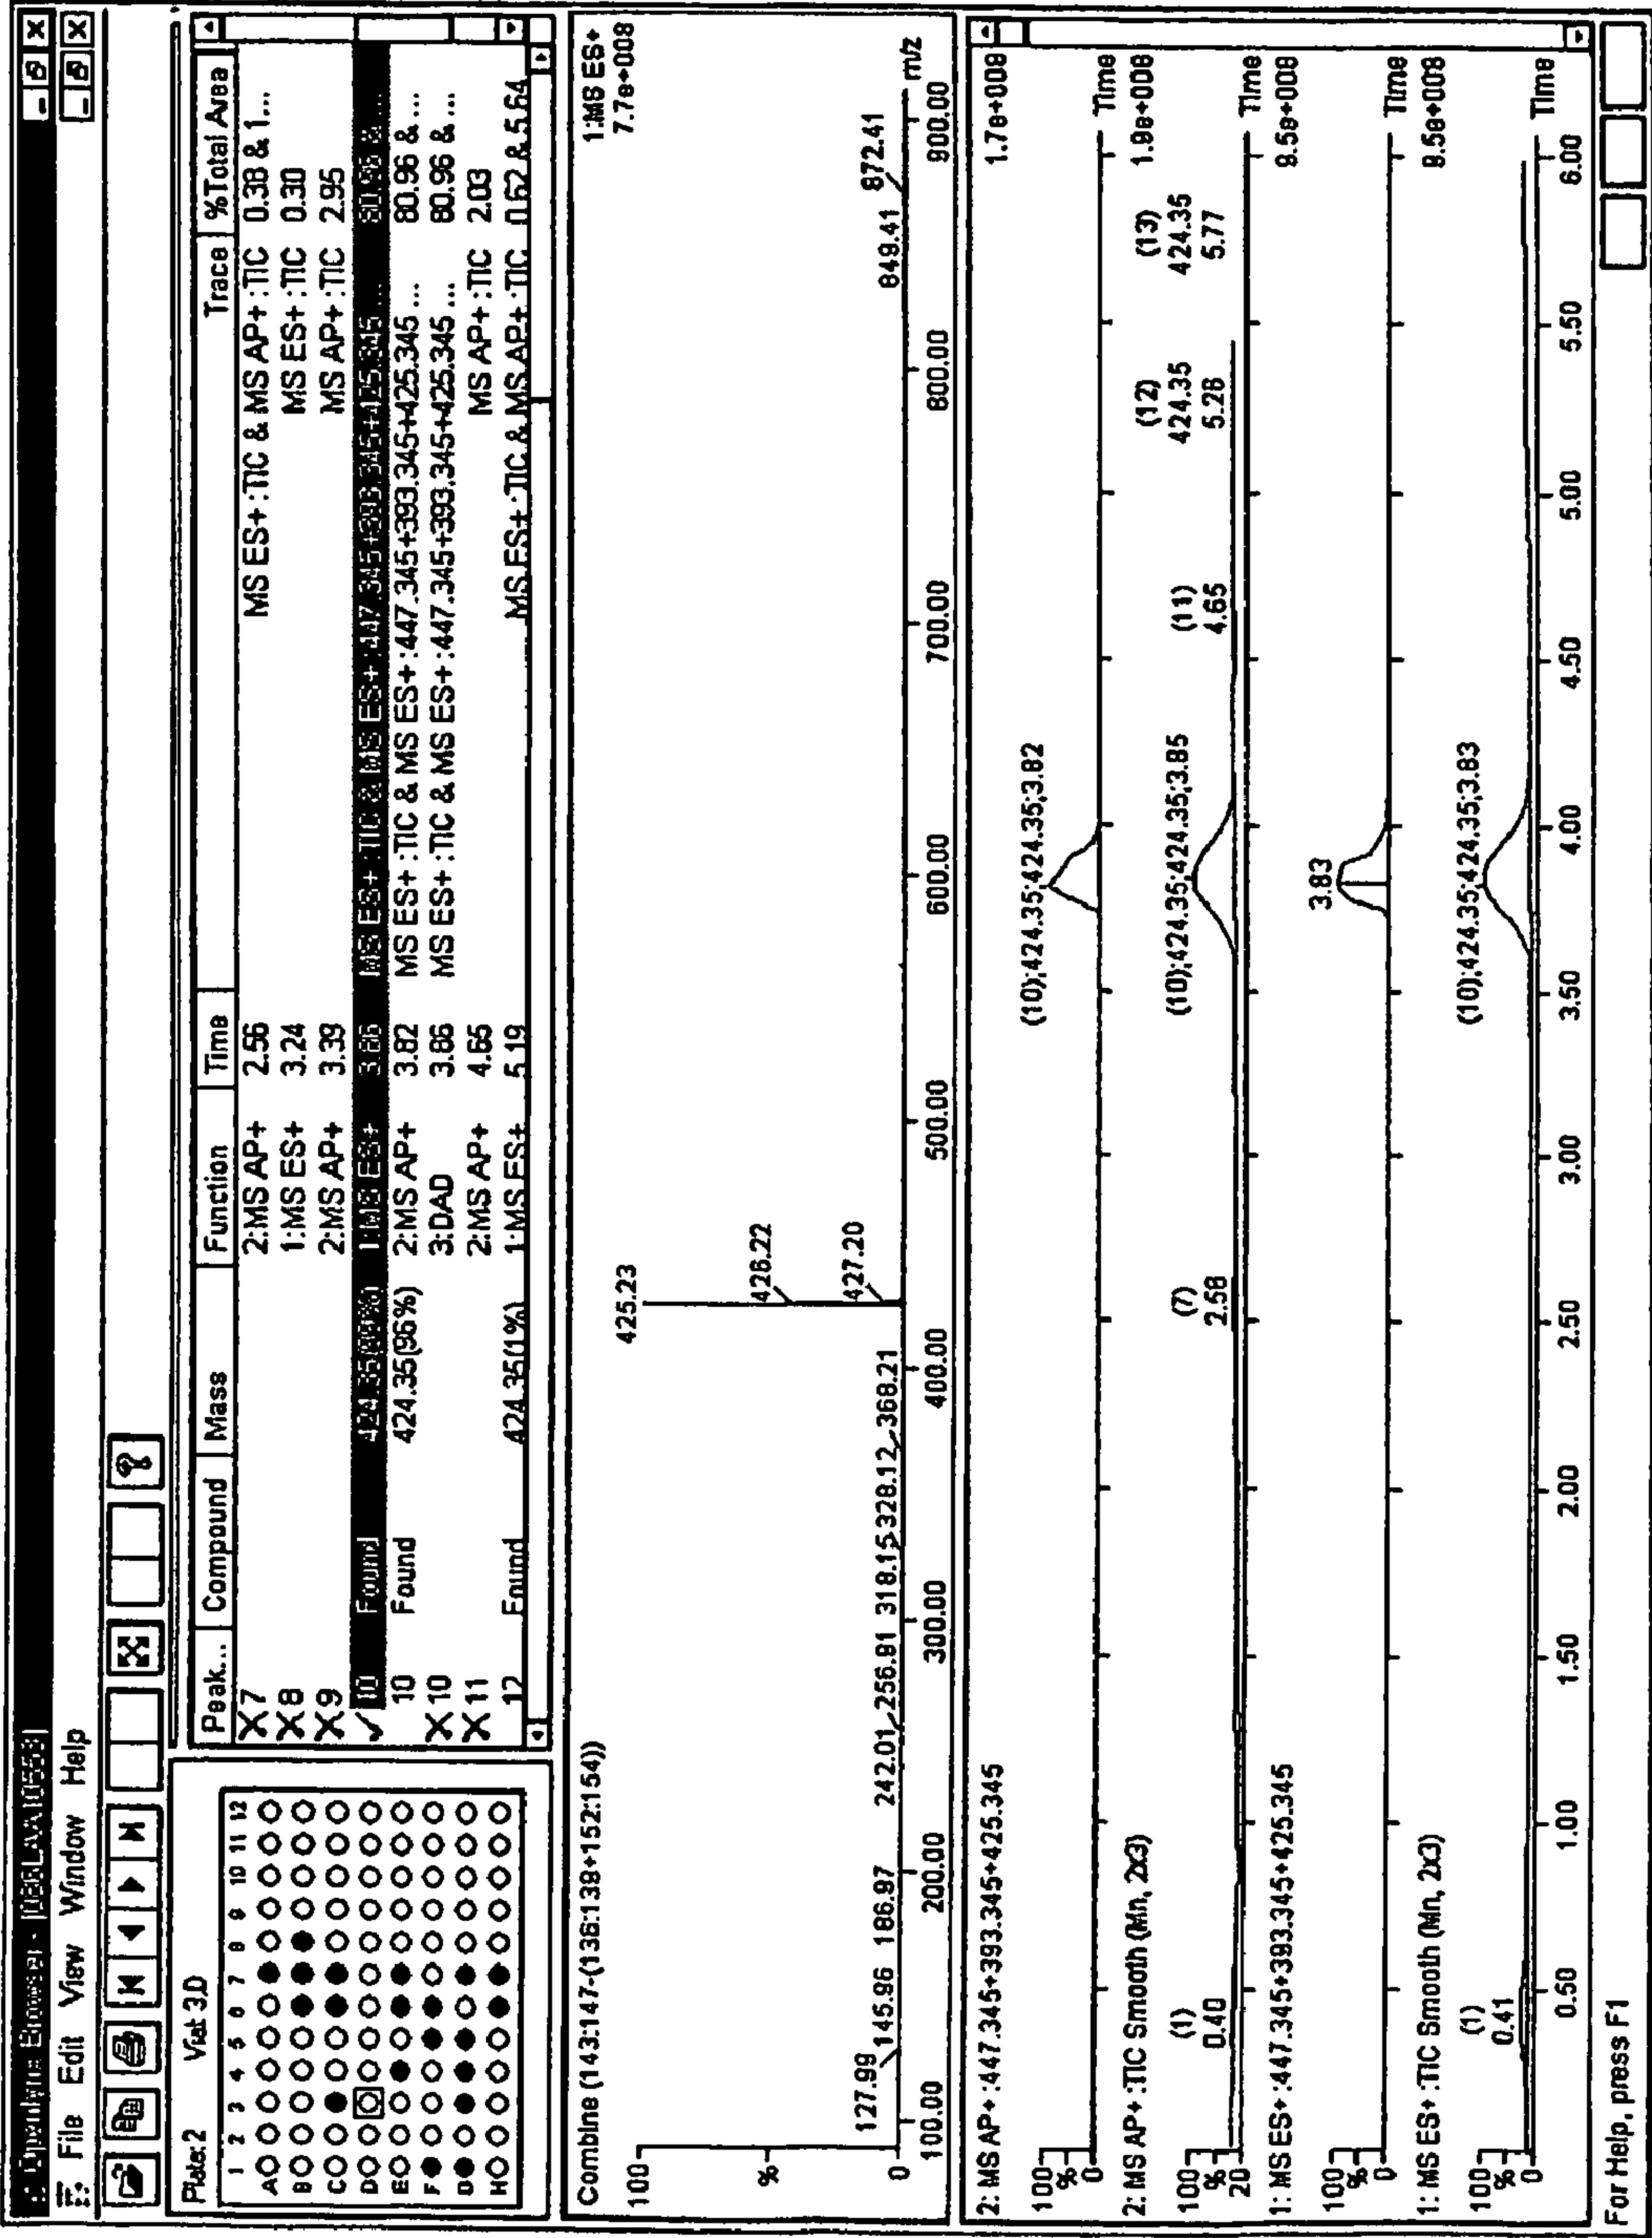 File Edit View Window Help
Plate: 2 Vial: 3,D
1 2 3 4 5 6 7 8 9 10 11 12
A
B
C
D
E
F
H
Peak... Compound Mass Function Time Trace %Total Area
7 2:MS AP+ 2.56 MS ES+ :TIC & MS AP+ :TIC 0.38 & 1...
8 1:MS ES+ 3.24 MS ES+ :TIC 0.30
9 2:MS AP+ 3.39 MS AP+ :TIC 2.95
10 Found
10 Found 424.35(96%) 2:MS AP+ 3.82 MS ES+ :TIC & MS ES+ :447.345+393.345+425.345 ... 80.96 & ...
10 3:DAD 3.86 MS ES+ :TIC & MS ES+ :447.345+393.345+425.345 ... 80.96 & ...
11 2:MS AP+ 4.65 MS AP+ :TIC 2.03
12 Found 424.35(1%) 1:MS ES+ 5.19 MS ES+ :TIC & MS AP+ :TIC 0.62 & 5.64
Combine (143:147-(136:139+152:154))
1:MS ES+
7.7e+008
100
%
0
425.23
426.22
427.20
127.99 145.96 186.97 242.01 256.91 318.15 328.12 368.21 849.41 872.41
100.00 200.00 300.00 400.00 500.00 600.00 700.00 800.00 900.00 m/z
2: MS AP+ :447.345+393.345+425.345
1.7e+008
100
%
0
(10);424.35;424.35;3.82
Time
2: MS AP+ :TIC Smooth (Mn, 2x3)
1.9e+008
100
%
20
(1)
0.40
(7)
2.58
(10);424.35;424.35;3.85
(11)
4.65
(12)
424.35
5.28
(13)
424.35
5.77
Time
1: MS ES+ :447.345+393.345+425.345
9.5e+008
100
%
0
3.83
Time
1: MS ES+ :TIC Smooth (Mn, 2x3)
9.5e+008
100
%
0
(1)
0.41
(10);424.35;424.35;3.83
Time
0.50 1.00 1.50 2.00 2.50 3.00 3.50 4.00 4.50 5.00 5.50 6.00
For Help, press F1